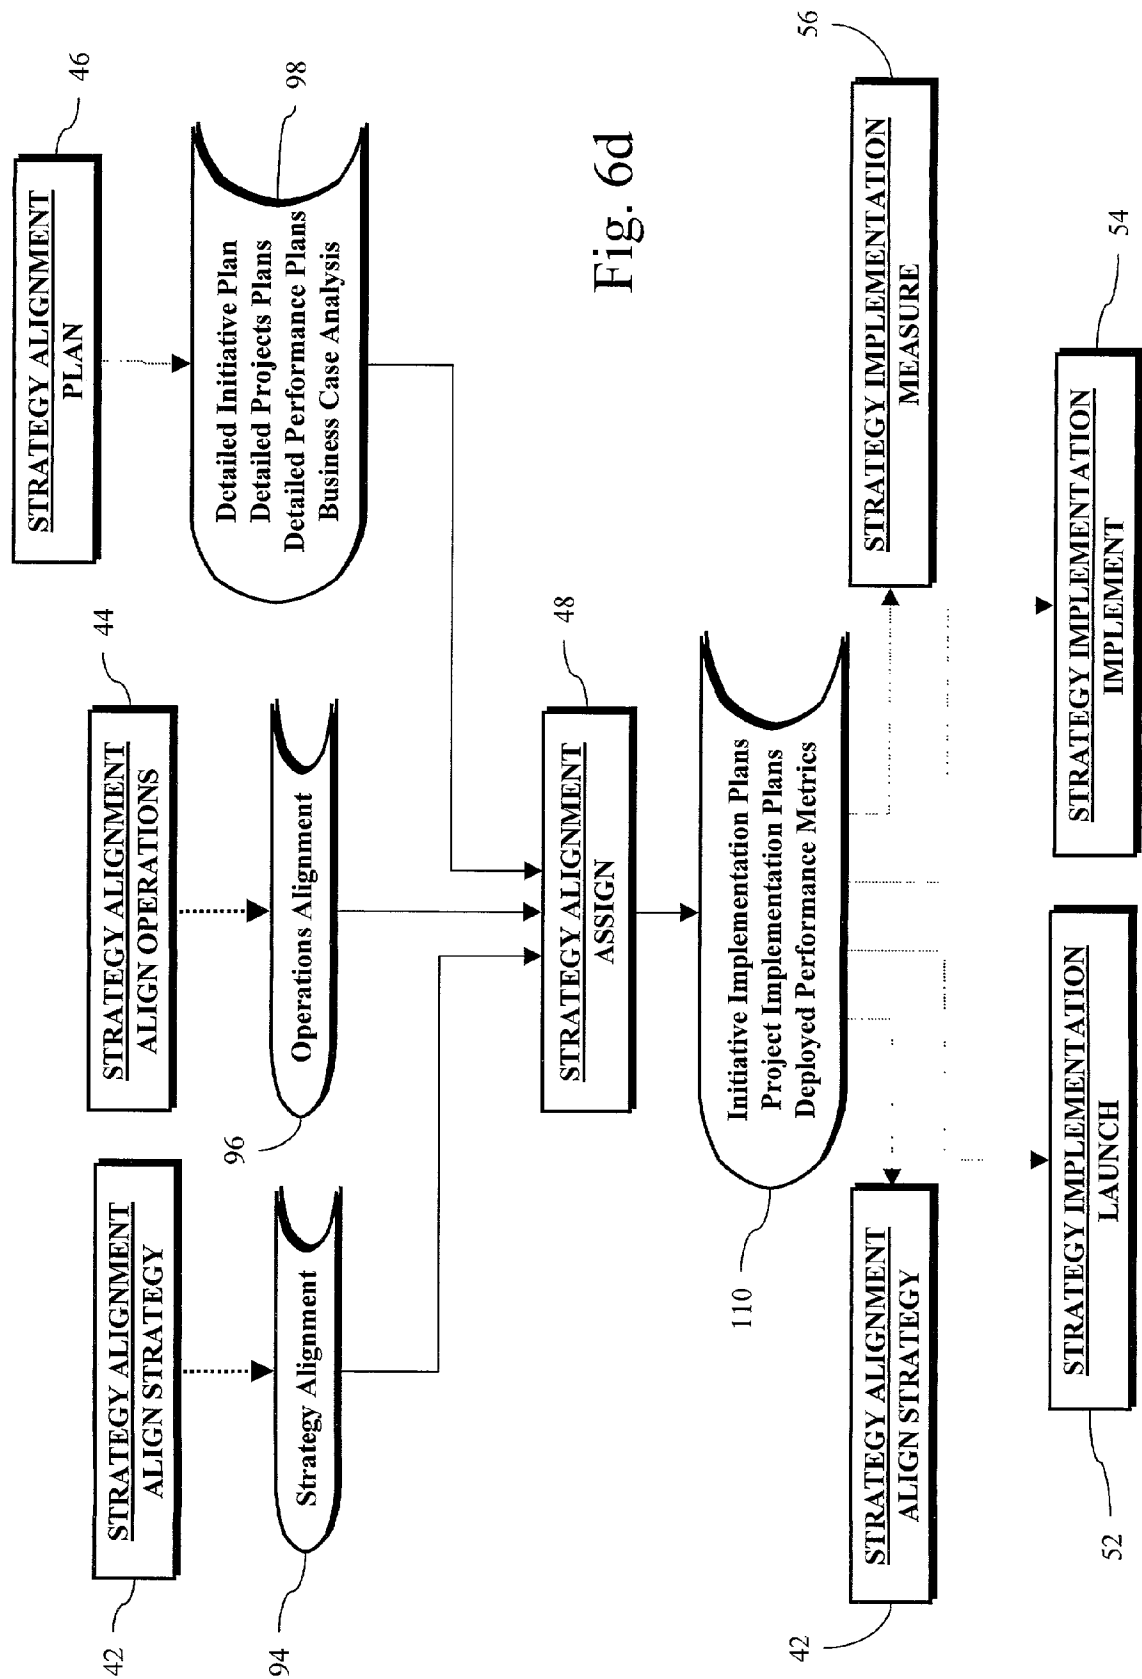 42
STRATEGY ALIGNMENT
ALIGN STRATEGY
44
STRATEGY ALIGNMENT
ALIGN OPERATIONS
46
STRATEGY ALIGNMENT
PLAN
94
Strategy Alignment
96
Operations Alignment
98
Detailed Initiative Plan
Detailed Projects Plans
Detailed Performance Plans
Business Case Analysis
48
STRATEGY ALIGNMENT
ASSIGN
Fig. 6d
110
Initiative Implementation Plans
Project Implementation Plans
Deployed Performance Metrics
42
STRATEGY ALIGNMENT
ALIGN STRATEGY
56
STRATEGY IMPLEMENTATION
MEASURE
52
STRATEGY IMPLEMENTATION
LAUNCH
54
STRATEGY IMPLEMENTATION
IMPLEMENT